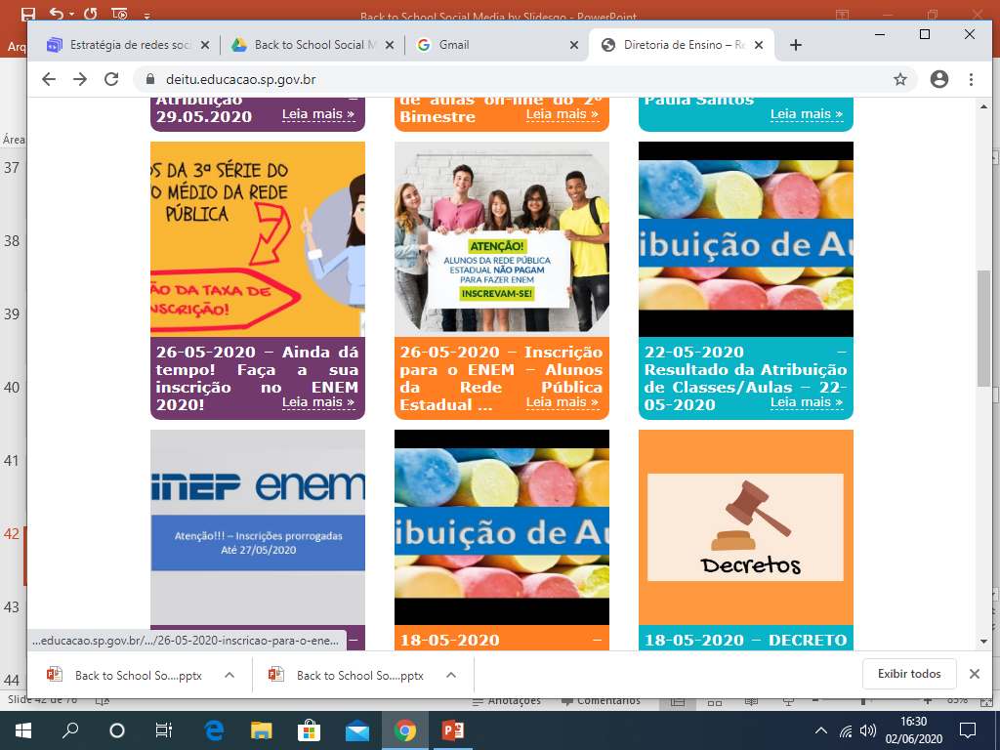 Back to School Social Media by Slidesgo - PowerPoint
Arq
Estratégia de redes soci
Back to School Social M
Gmail
Diretoria de Ensino – Re
deitu.educacao.sp.gov.br
Área
37
38
39
40
41
42
43
44
Atribuição –
29.05.2020 Leia mais »
de aulas on-line do 2º
Bimestre Leia mais »
Paula Santos
Leia mais »
OS DA 3ª SÉRIE DO
O MÉDIO DA REDE
PÚBLICA
ÃO DA TAXA DE
NSCRIÇÃO!
26-05-2020 – Ainda dá
tempo! Faça a sua
inscrição no ENEM
2020! Leia mais »
ATENÇÃO!
ALUNOS DA REDE PÚBLICA
ESTADUAL NÃO PAGAM
PARA FAZER ENEM
INSCREVAM-SE!
26-05-2020 – Inscrição
para o ENEM – Alunos
da Rede Pública
Estadual ... Leia mais »
ibuição de Au
22-05-2020 –
Resultado da Atribuição
de Classes/Aulas – 22-
05-2020 Leia mais »
inep enem
Atenção!!! – Inscrições prorrogadas
Até 27/05/2020
–
ibuição de Au
18-05-2020 –
Decretos
18-05-2020 – DECRETO
...educacao.sp.gov.br/.../26-05-2020-inscricao-para-o-ene...
Back to School So....pptx
Back to School So....pptx
Exibir todos
Slide 42 de 76
Anotações
Comentários
85%
16:30
02/06/2020